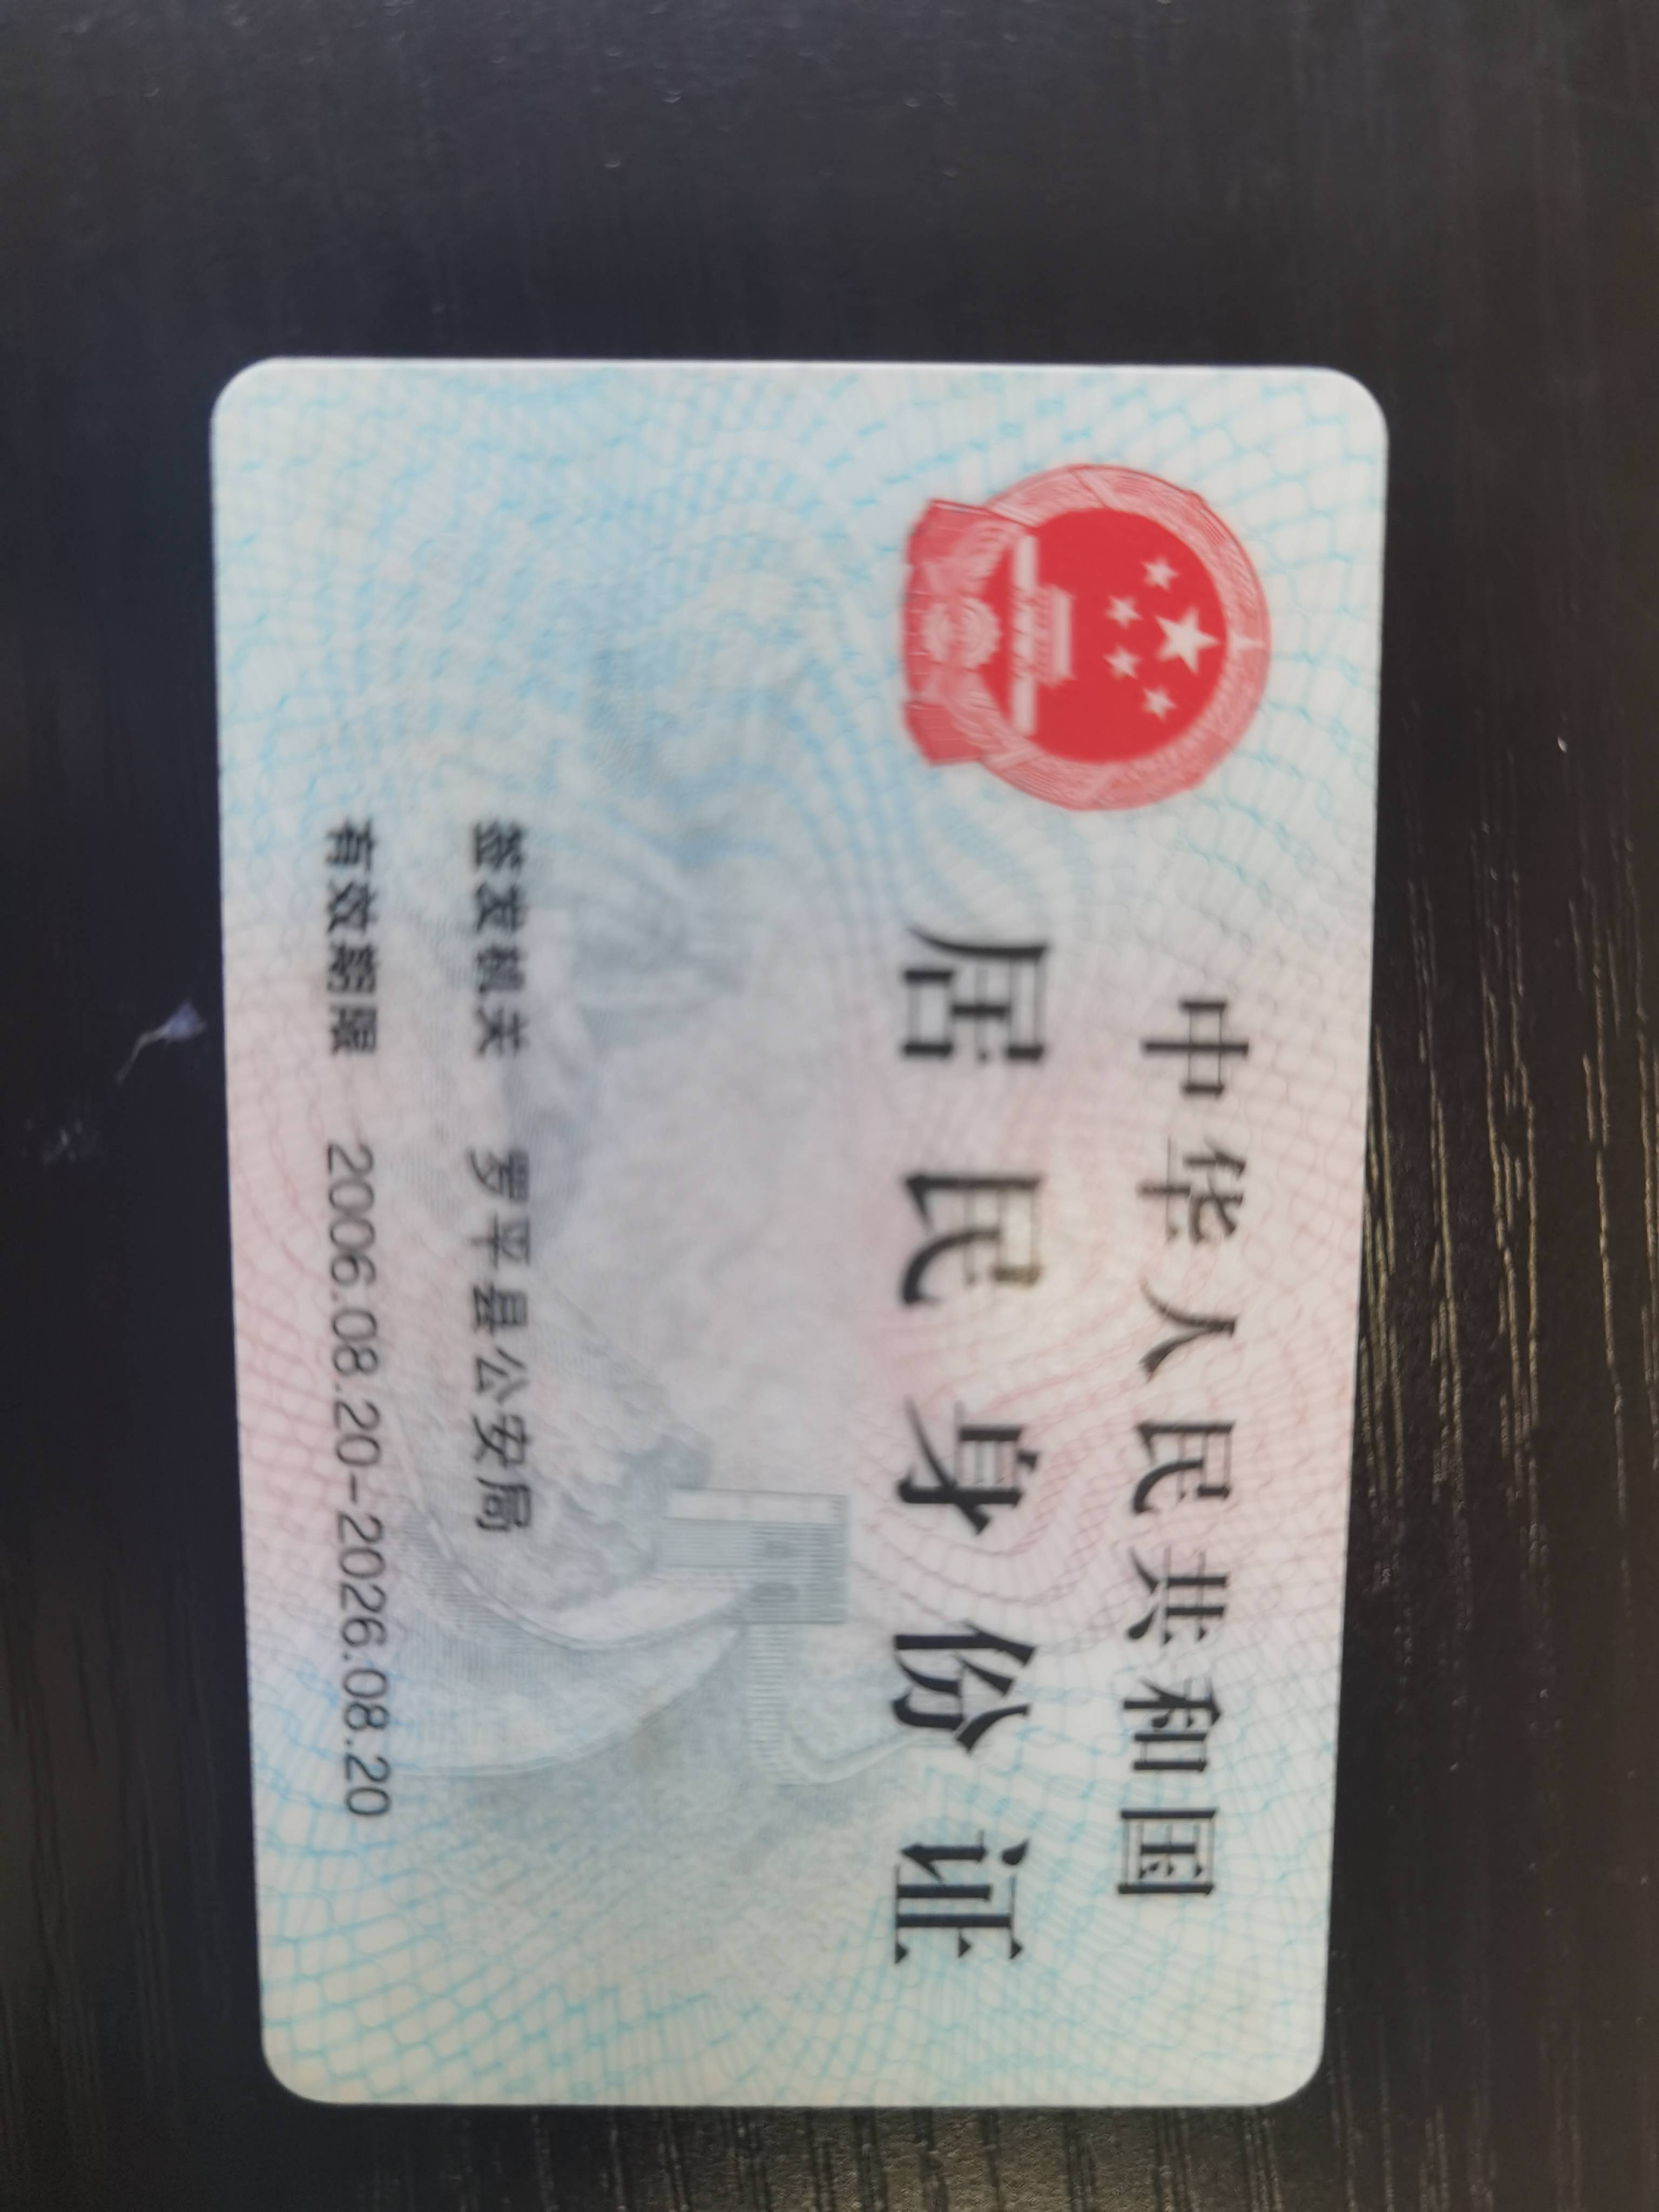 中华人民共和国
居民身份证
签发机关 罗平县公安局
有效期限 2006.08.20-2026.08.20